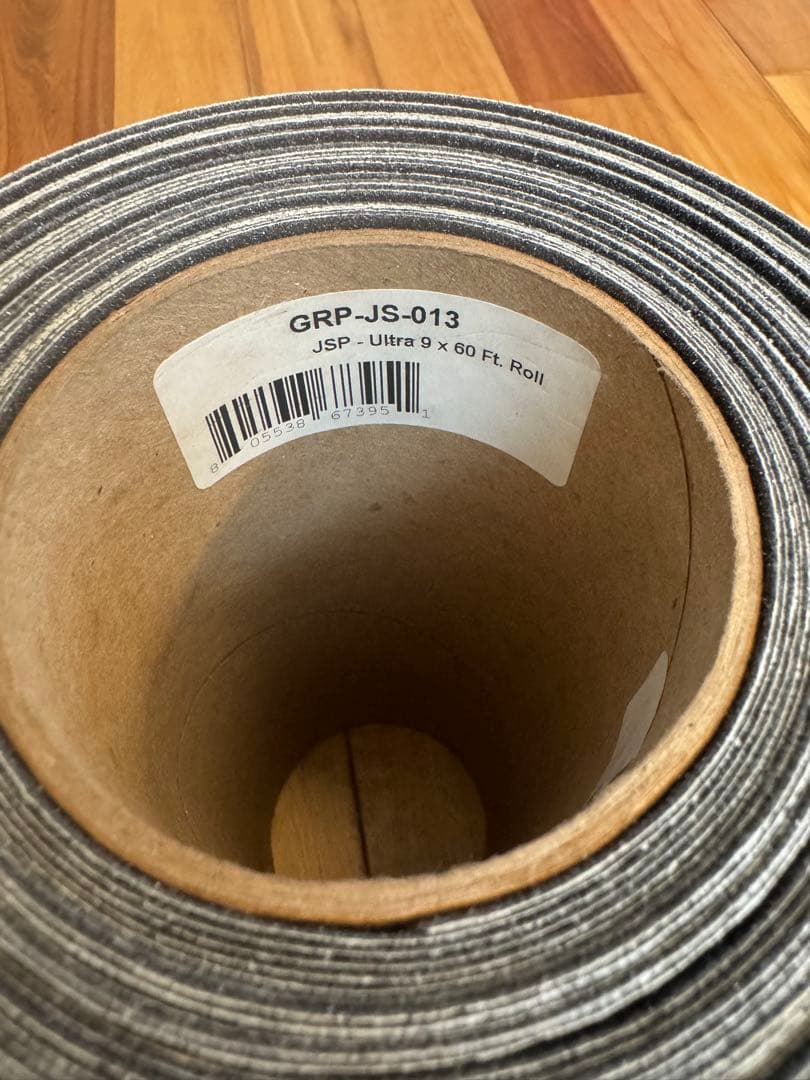 GRP-JS-013
JSP - Ultra 9 x 60 Ft. Roll
8 05538 67395 1